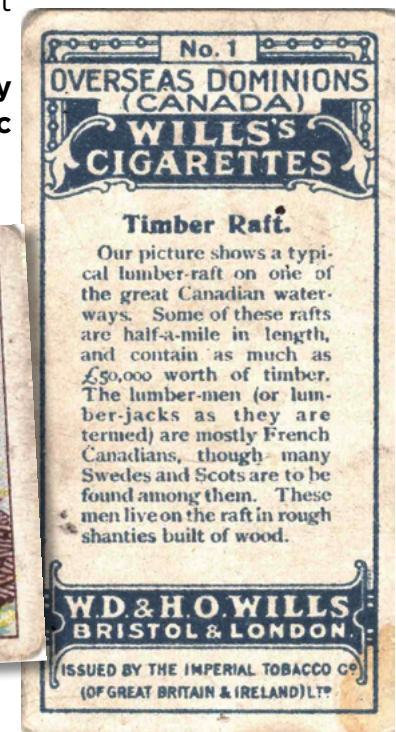 t
y
c
No. 1
OVERSEAS DOMINIONS
(CANADA)
WILLS'S
CIGARETTES
Timber Raft.
Our picture shows a typi-
cal lumber-raft on one of
the great Canadian water-
ways. Some of these rafts
are half-a-mile in length,
and contain as much as
£50,000 worth of timber.
The lumber-men (or lum-
ber-jacks as they are
termed) are mostly French
Canadians, though many
Swedes and Scots are to be
found among them. These
men live on the raft in rough
shanties built of wood.
W.D. & H.O. WILLS
BRISTOL & LONDON.
ISSUED BY THE IMPERIAL TOBACCO Cº
(OF GREAT BRITAIN & IRELAND) LTº